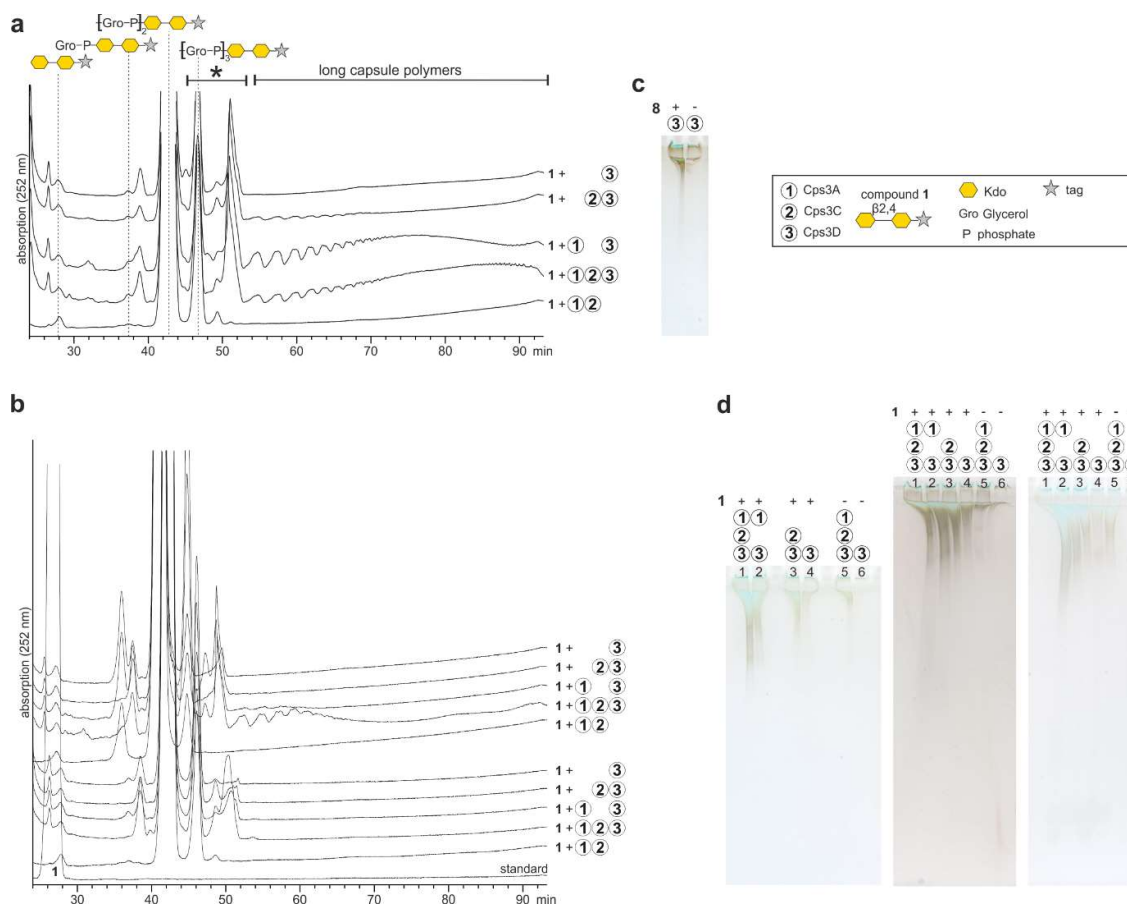 a
[Gro-P]2
Gro-P
[Gro-P]3
*
long capsule polymers
absorption (252 nm)
1 + 3
1 + 2 3
1 + 1 3
1 + 1 2 3
1 + 1 2
30 40 50 60 70 80 90 min
b
absorption (252 nm)
1 + 3
1 + 2 3
1 + 1 3
1 + 1 2 3
1 + 1 2
1 + 3
1 + 2 3
1 + 1 3
1 + 1 2 3
1 + 1 2
1
standard
30 40 50 60 70 80 90 min
c
8 + -
3 3
1 Cps3A
2 Cps3C
3 Cps3D
compound 1
β2,4
Kdo
tag
Gro Glycerol
P phosphate
d
1 + + + + - -
1 1 1
2 2 2
3 3 3 3 3 3
1 2 3 4 5 6
1 + + + + - -
1 1 1
2 2 2
3 3 3 3 3 3
1 2 3 4 5 6
+ + + + -
1 1 1
2 2 2
3 3 3 3 3
1 2 3 4 5